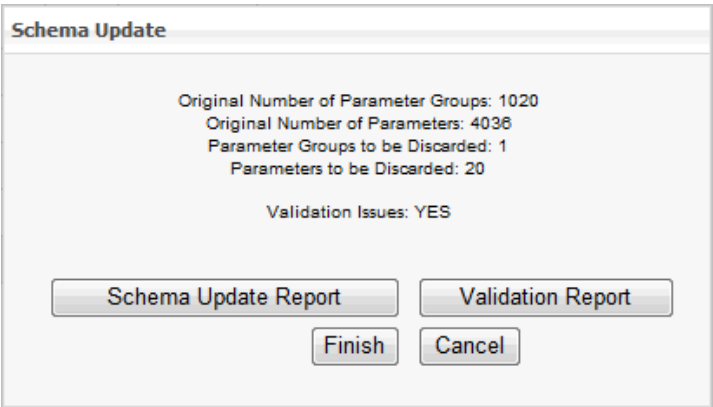 Schema Update
Original Number of Parameter Groups: 1020
Original Number of Parameters: 4036
Parameter Groups to be Discarded: 1
Parameters to be Discarded: 20
Validation Issues: YES
Schema Update Report Validation Report
Finish Cancel